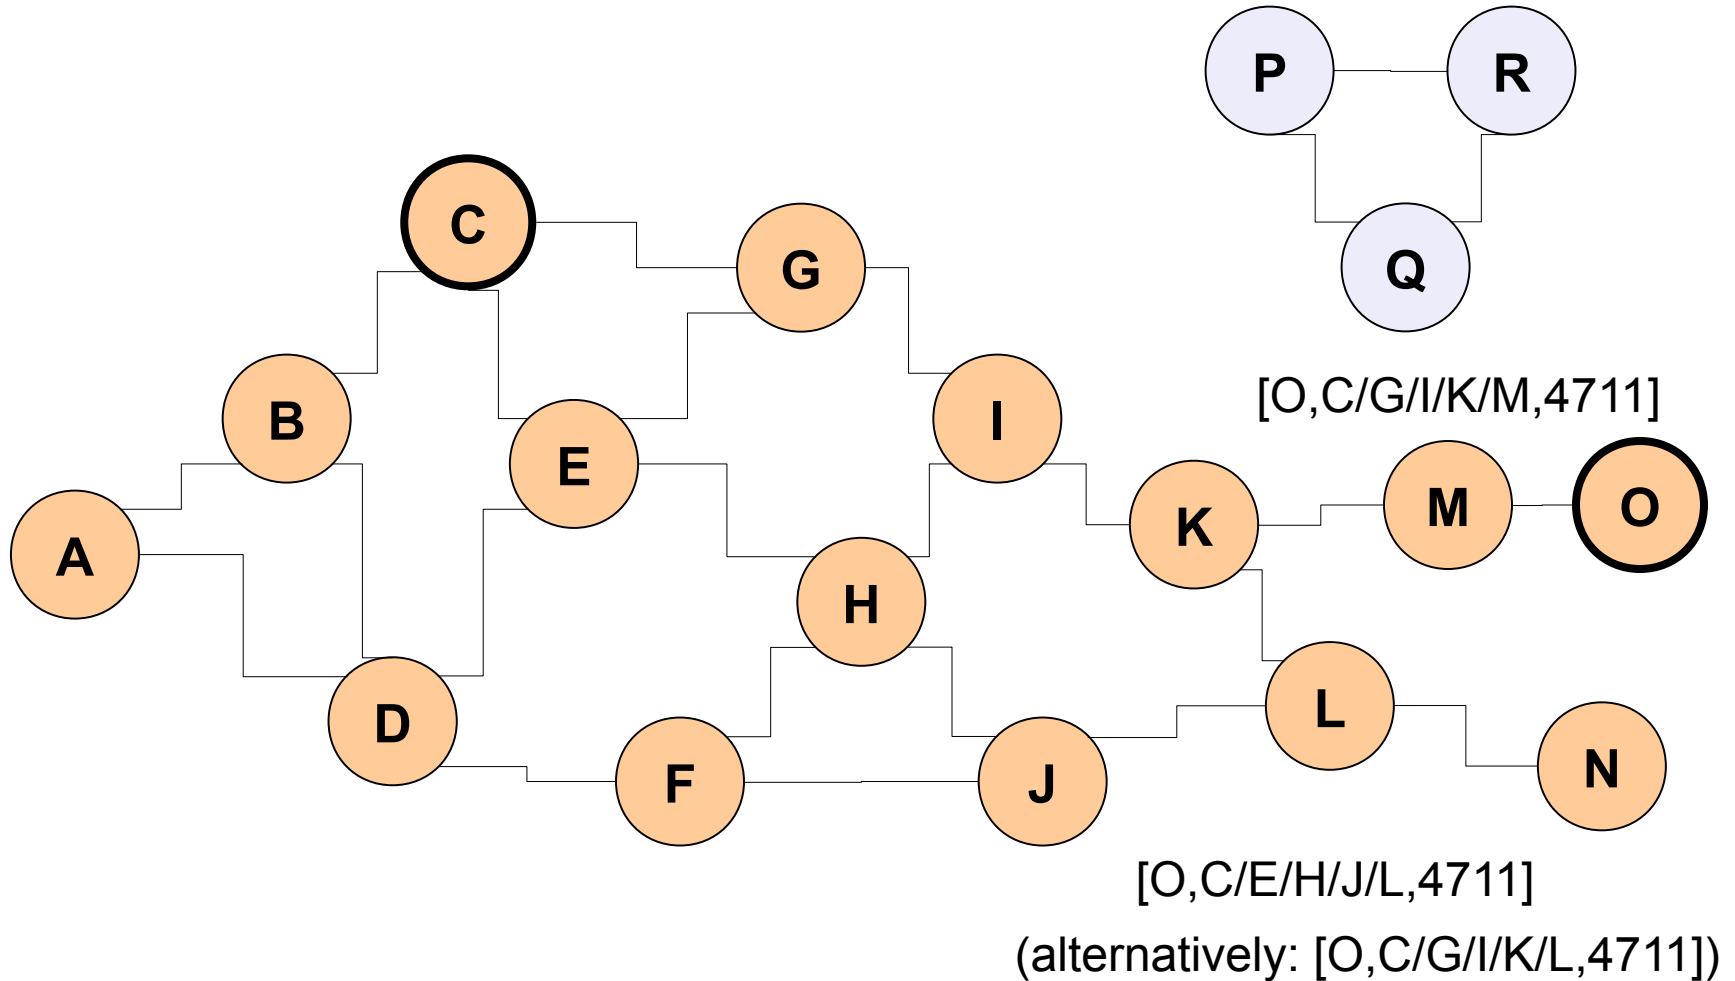 P R
C
G Q
[O,C/G/I/K/M,4711]
B I
E
M O
K
A
H
L
D
N
F J
[O,C/E/H/J/L,4711]
(alternatively: [O,C/G/I/K/L,4711])